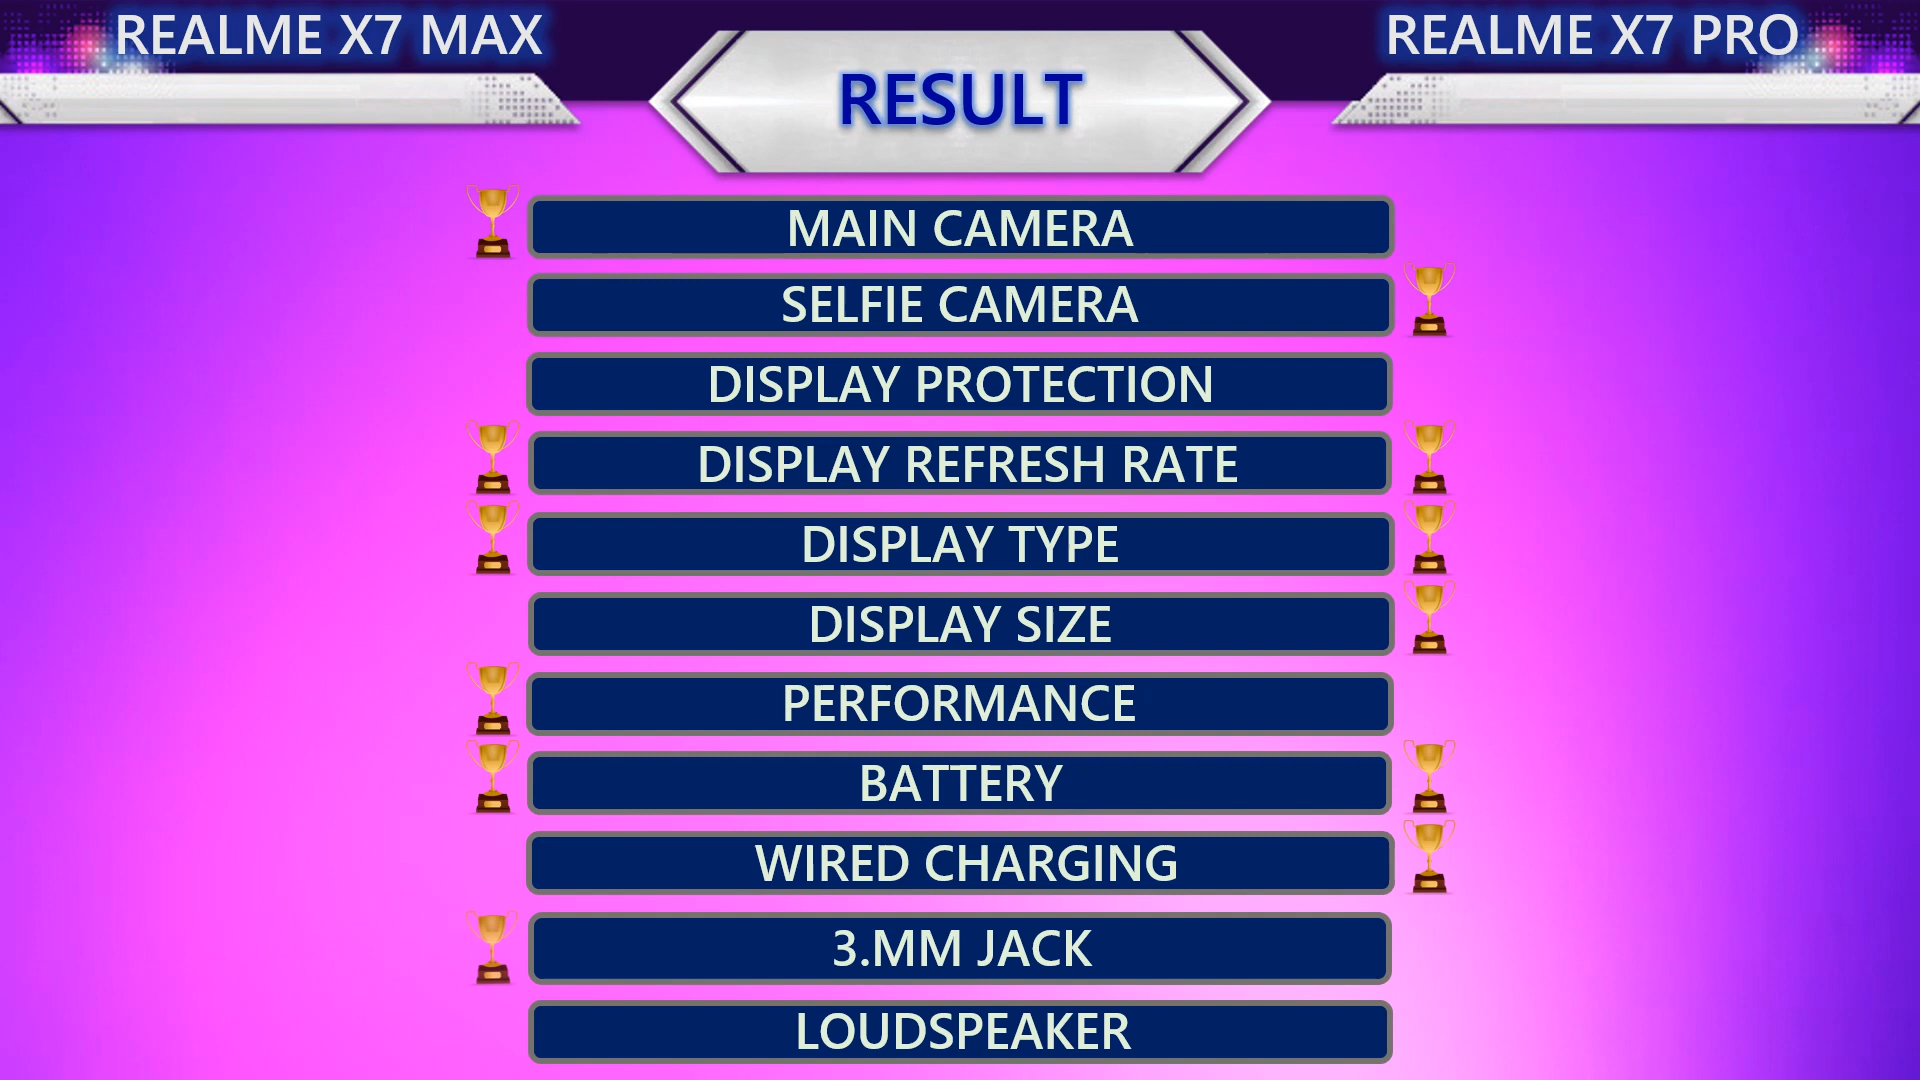 REALME X7 MAX
REALME X7 PRO
RESULT
MAIN CAMERA
SELFIE CAMERA
DISPLAY PROTECTION
DISPLAY REFRESH RATE
DISPLAY TYPE
DISPLAY SIZE
PERFORMANCE
BATTERY
WIRED CHARGING
3.MM JACK
LOUDSPEAKER